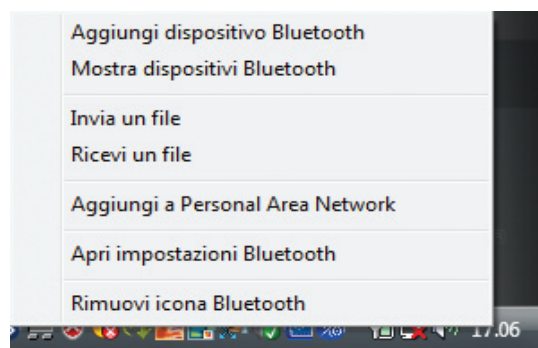 Aggiungi dispositivo Bluetooth
Mostra dispositivi Bluetooth
Invia un file
Ricevi un file
Aggiungi a Personal Area Network
Apri impostazioni Bluetooth
Rimuovi icona Bluetooth
17.06